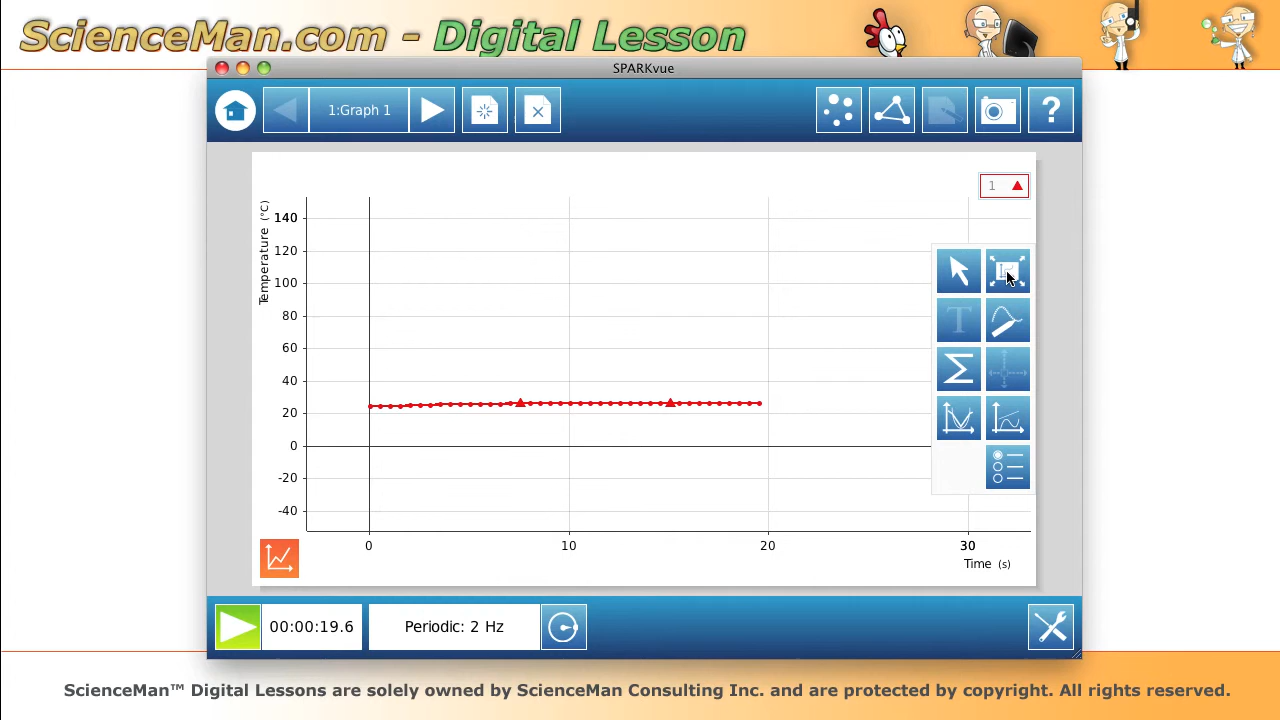 ScienceMan.com - Digital Lesson
SPARKvue
1:Graph 1
?
1
Temperature (°C)
140
120
100
80
60
40
20
0
-20
-40
T
Σ
0 10 20 30
Time (s)
00:00:19.6
Periodic: 2 Hz
ScienceMan™ Digital Lessons are solely owned by ScienceMan Consulting Inc. and are protected by copyright. All rights reserved.